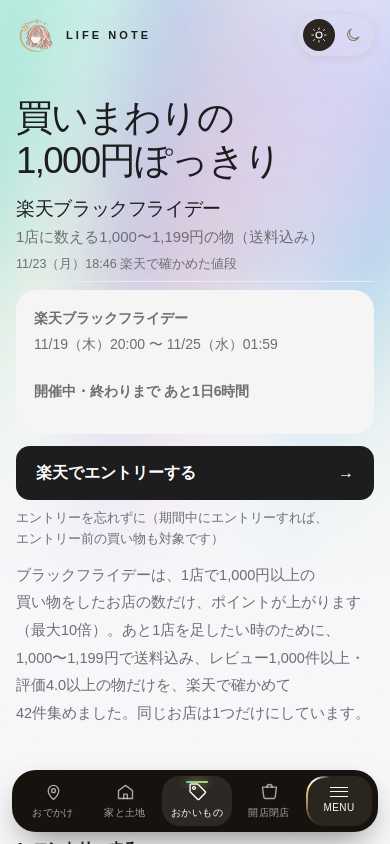 LIFE NOTE
買いまわりの
1,000円ぽっきり
楽天ブラックフライデー
1店に数える1,000〜1,199円の物（送料込み）
11/23（月）18:46 楽天で確かめた値段
楽天ブラックフライデー
11/19（木）20:00 〜 11/25（水）01:59
開催中・終わりまで あと1日6時間
楽天でエントリーする →
エントリーを忘れずに（期間中にエントリーすれば、
エントリー前の買い物も対象です）
ブラックフライデーは、1店で1,000円以上の
買い物をしたお店の数だけ、ポイントが上がります
（最大10倍）。あと1店を足したい時のために、
1,000〜1,199円で送料込み、レビュー1,000件以上・
評価4.0以上の物だけを、楽天で確かめて
42件集めました。同じお店は1つだけにしています。
おでかけ 家と土地 おかいもの 開店閉店 MENU